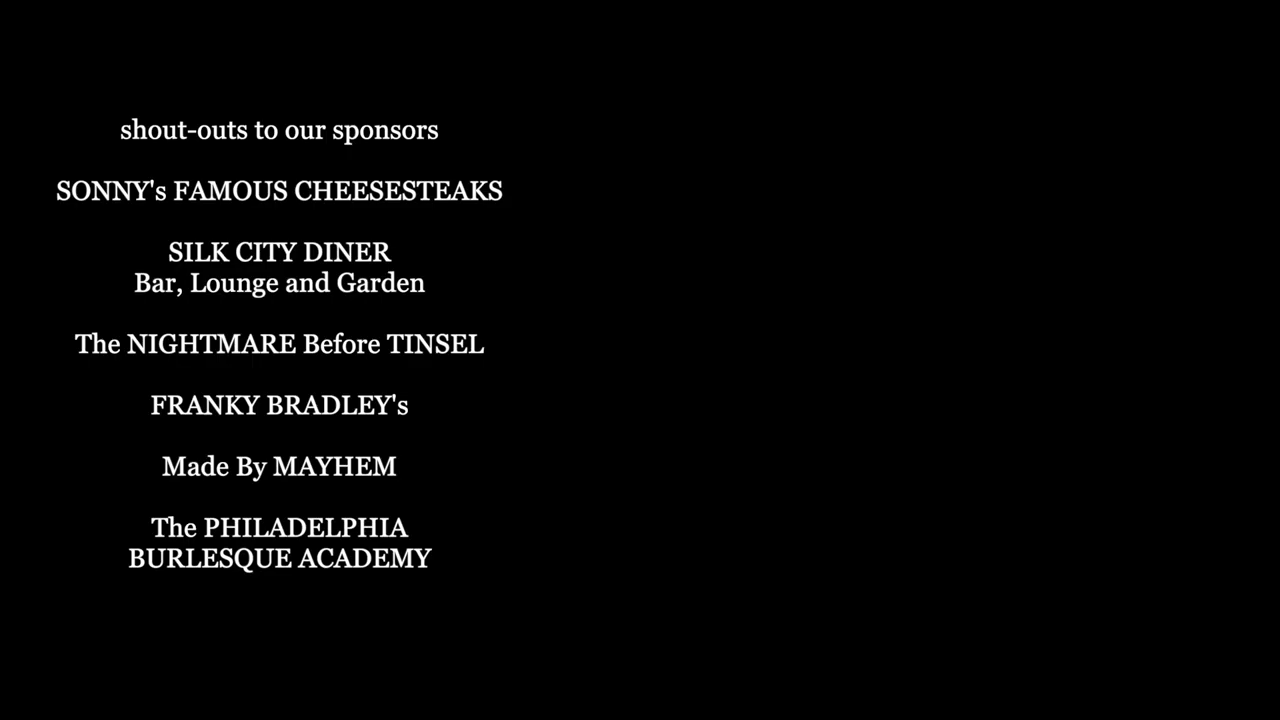 shout-outs to our sponsors
SONNY's FAMOUS CHEESESTEAKS
SILK CITY DINER
Bar, Lounge and Garden
The NIGHTMARE Before TINSEL
FRANKY BRADLEY's
Made By MAYHEM
The PHILADELPHIA
BURLESQUE ACADEMY